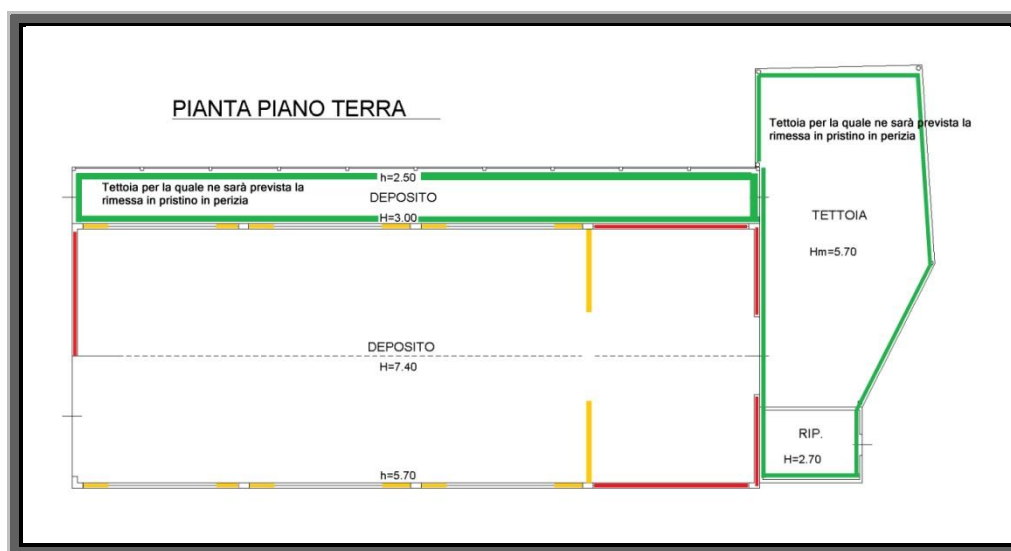 PIANTA PIANO TERRA
Tettoia per la quale ne sarà prevista la
rimessa in pristino in perizia
Tettoia per la quale ne sarà prevista la
rimessa in pristino in perizia
h=2.50
DEPOSITO
H=3.00
TETTOIA
Hm=5.70
DEPOSITO
H=7.40
RIP.
H=2.70
h=5.70